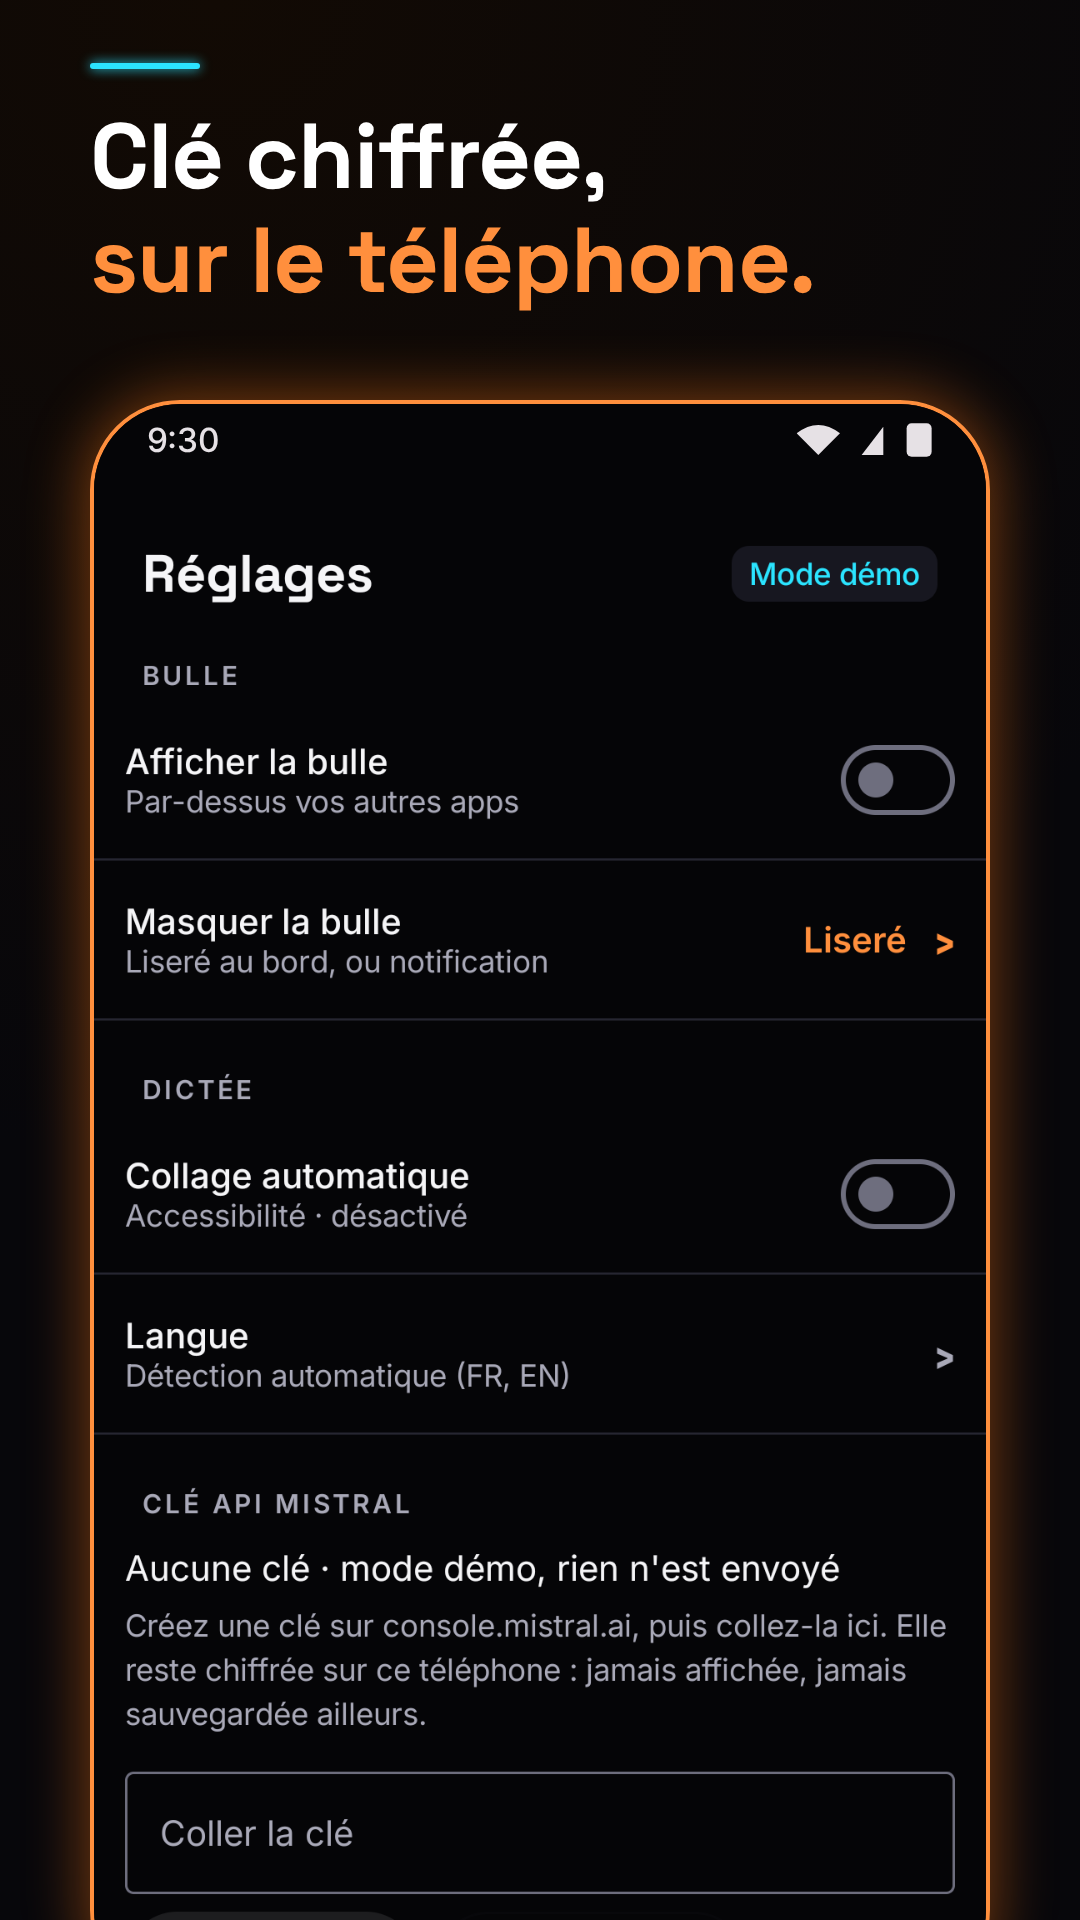 Clé chiffrée,
sur le téléphone.
9:30
Réglages
Mode démo
BULLE
Afficher la bulle
Par-dessus vos autres apps
Masquer la bulle
Liseré au bord, ou notification
Liseré >
DICTÉE
Collage automatique
Accessibilité · désactivé
Langue
Détection automatique (FR, EN)
>
CLÉ API MISTRAL
Aucune clé · mode démo, rien n'est envoyé
Créez une clé sur console.mistral.ai, puis collez-la ici. Elle
reste chiffrée sur ce téléphone : jamais affichée, jamais
sauvegardée ailleurs.
Coller la clé